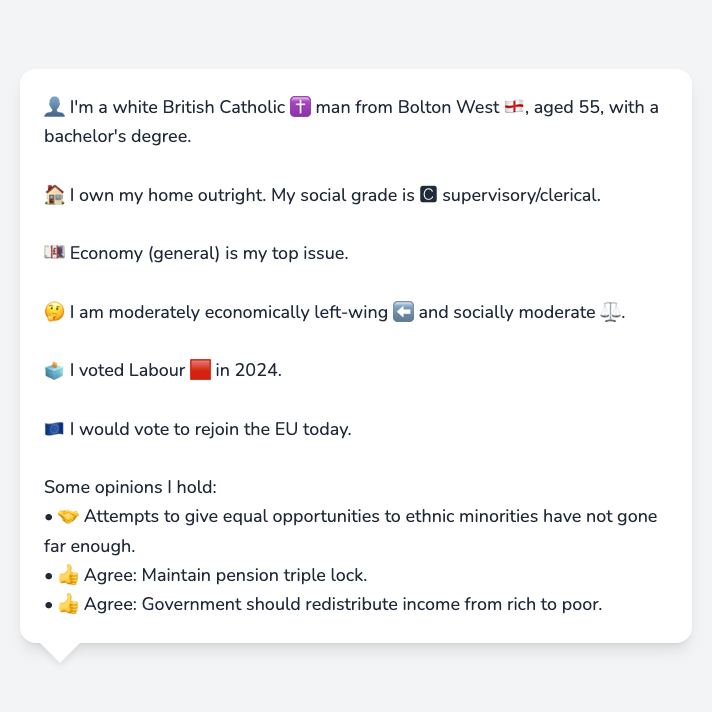 👤 I'm a white British Catholic ✝️ man from Bolton West 🏴󠁧󠁢󠁥󠁮󠁧󠁿, aged 55, with a
bachelor's degree.
🏠 I own my home outright. My social grade is 🅲 supervisory/clerical.
💷 Economy (general) is my top issue.
🤔 I am moderately economically left-wing ⬅️ and socially moderate ⚖️.
🗳️ I voted Labour 🟥 in 2024.
🇪🇺 I would vote to rejoin the EU today.
Some opinions I hold:
• 🤝 Attempts to give equal opportunities to ethnic minorities have not gone
far enough.
• 👍 Agree: Maintain pension triple lock.
• 👍 Agree: Government should redistribute income from rich to poor.